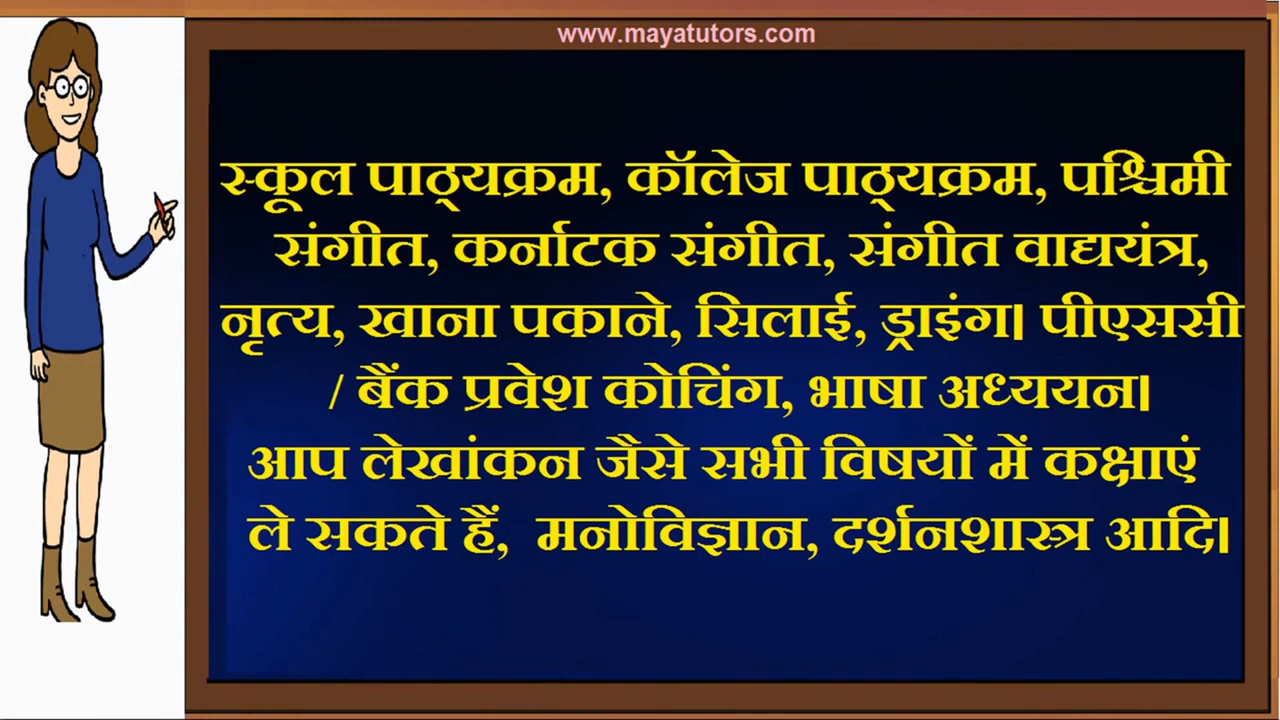 www.mayatutors.com
स्कूल पाठ्यक्रम, कॉलेज पाठ्यक्रम, पश्चिमी
संगीत, कर्नाटक संगीत, संगीत वाद्ययंत्र,
नृत्य, खाना पकाने, सिलाई, ड्राइंग। पीएससी
/ बैंक प्रवेश कोचिंग, भाषा अध्ययन।
आप लेखांकन जैसे सभी विषयों में कक्षाएं
ले सकते हैं, मनोविज्ञान, दर्शनशास्त्र आदि।